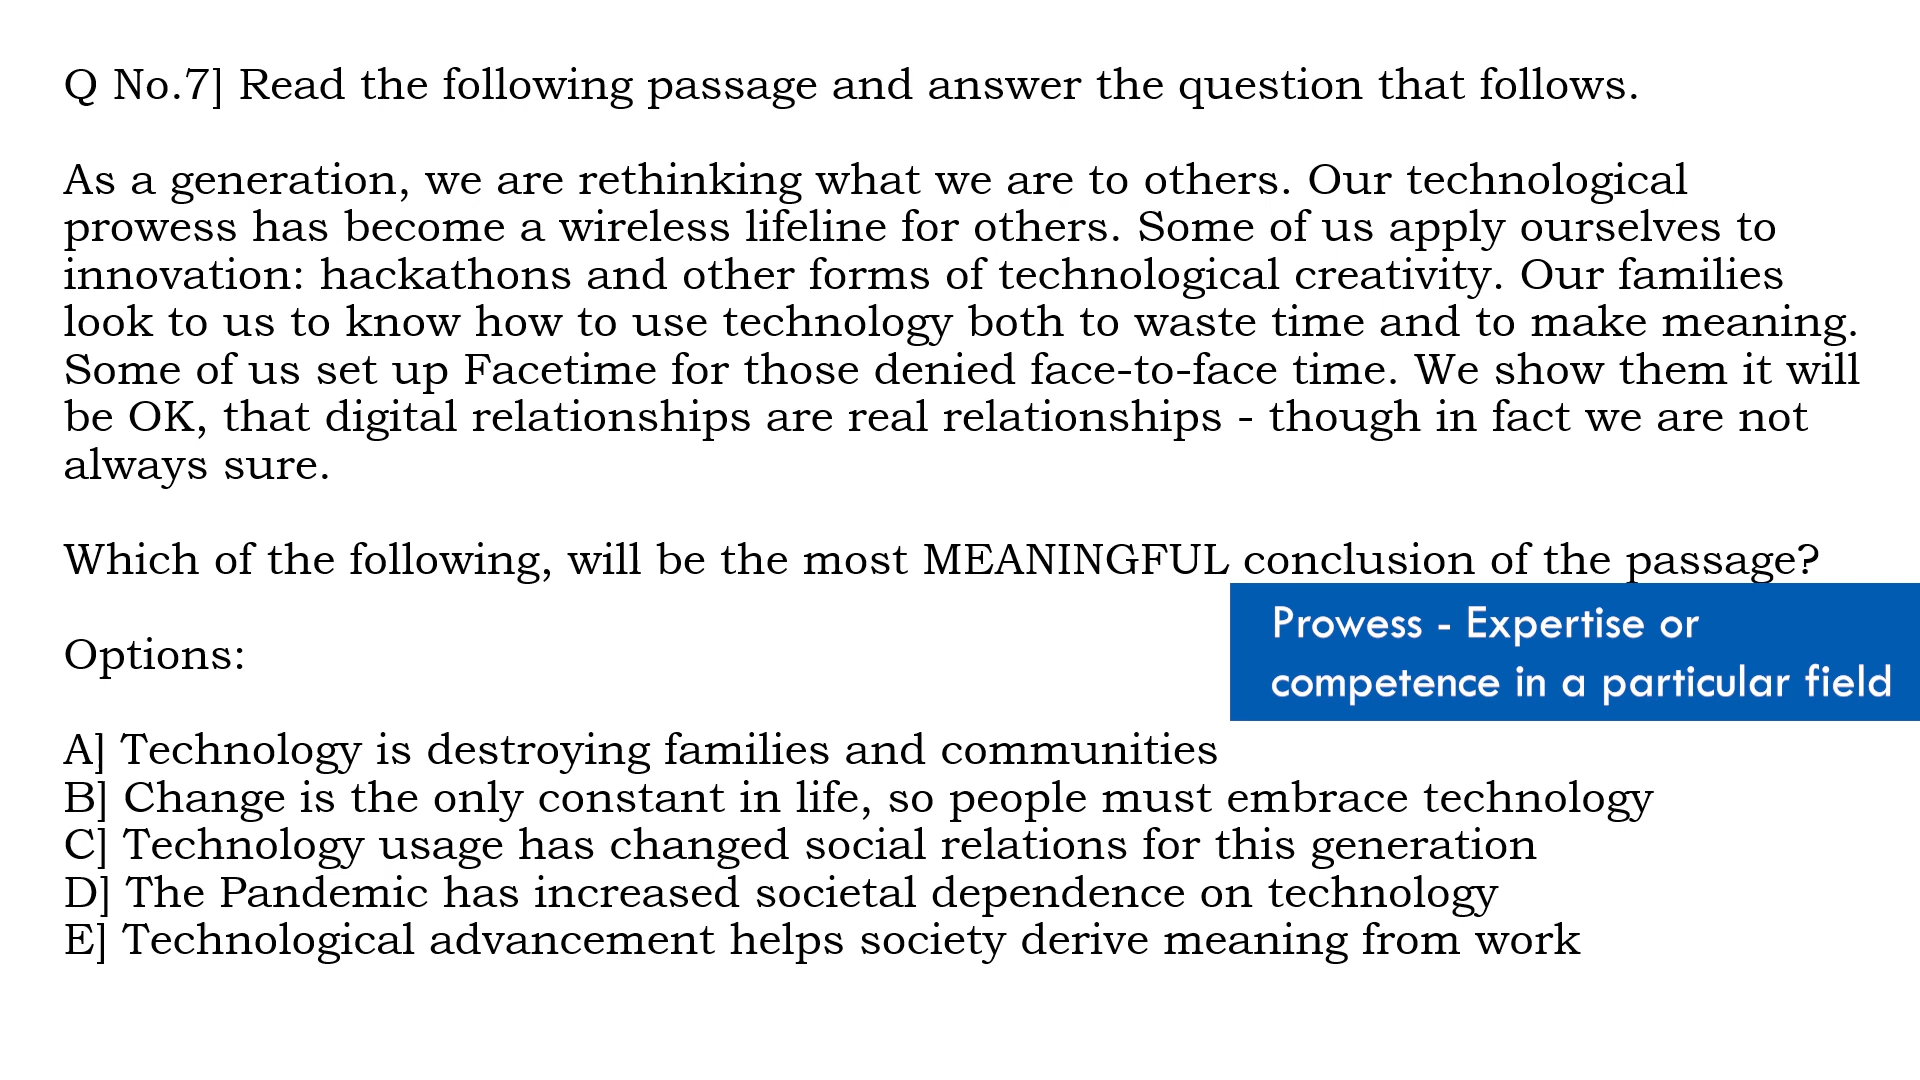 Q No.7] Read the following passage and answer the question that follows.
As a generation, we are rethinking what we are to others. Our technological
prowess has become a wireless lifeline for others. Some of us apply ourselves to
innovation: hackathons and other forms of technological creativity. Our families
look to us to know how to use technology both to waste time and to make meaning.
Some of us set up Facetime for those denied face-to-face time. We show them it will
be OK, that digital relationships are real relationships - though in fact we are not
always sure.
Which of the following, will be the most MEANINGFUL conclusion of the passage?
Prowess - Expertise or
competence in a particular field
Options:
A] Technology is destroying families and communities
B] Change is the only constant in life, so people must embrace technology
C] Technology usage has changed social relations for this generation
D] The Pandemic has increased societal dependence on technology
E] Technological advancement helps society derive meaning from work